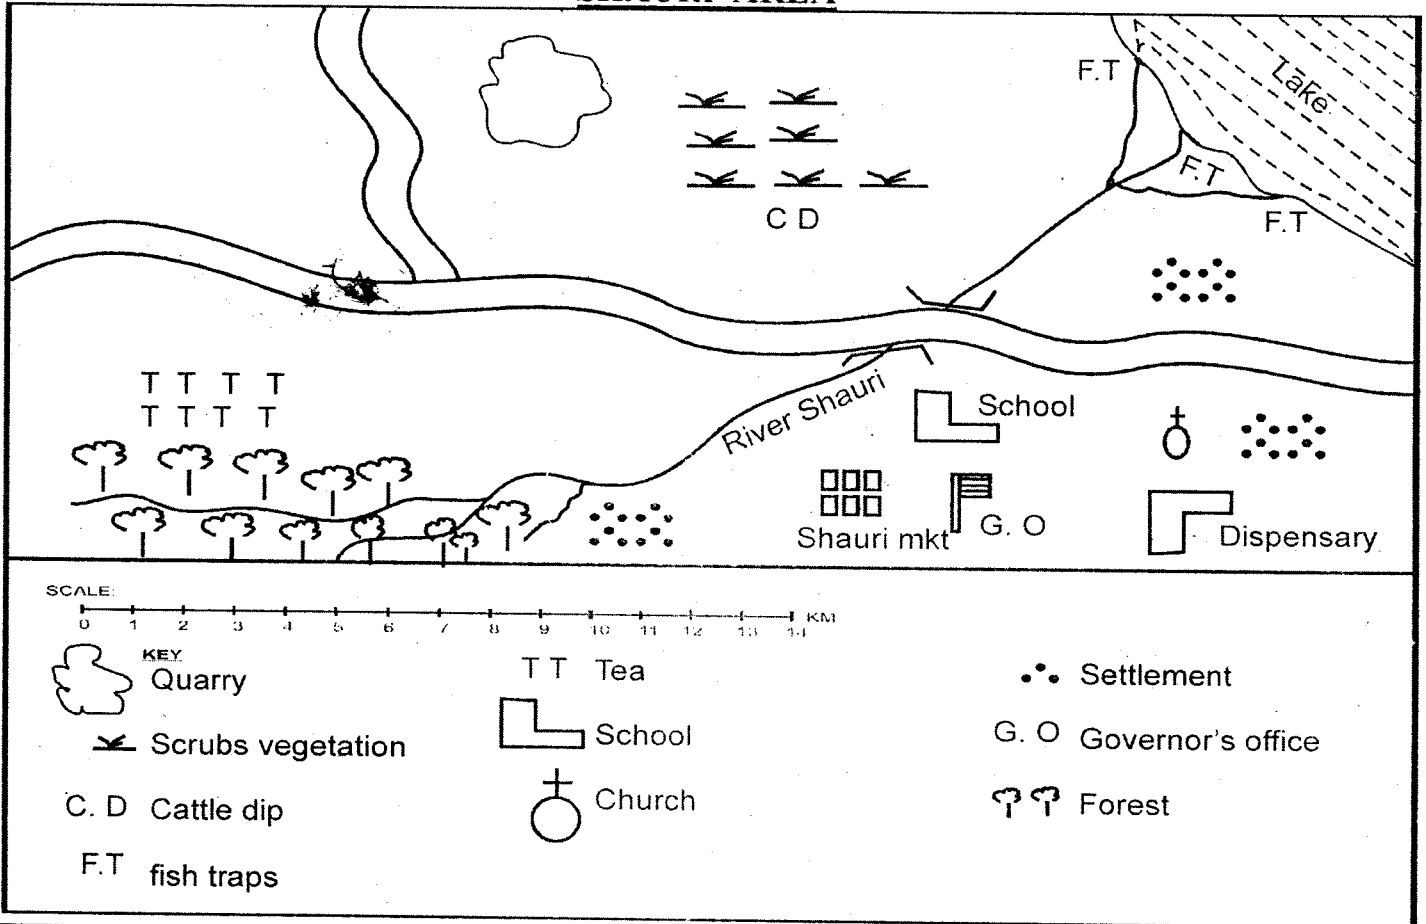 F.T
Lake
F.T
C D
F.T
T T T T
T T T T
River Shauri
School
Shauri mkt
G. O
Dispensary
SCALE:
0 1 2 3 4 5 6 7 8 9 10 11 12 13 14 KM
KEY
Quarry
T T Tea
Settlement
Scrubs vegetation
School
G. O Governor's office
C. D Cattle dip
Church
Forest
F.T fish traps